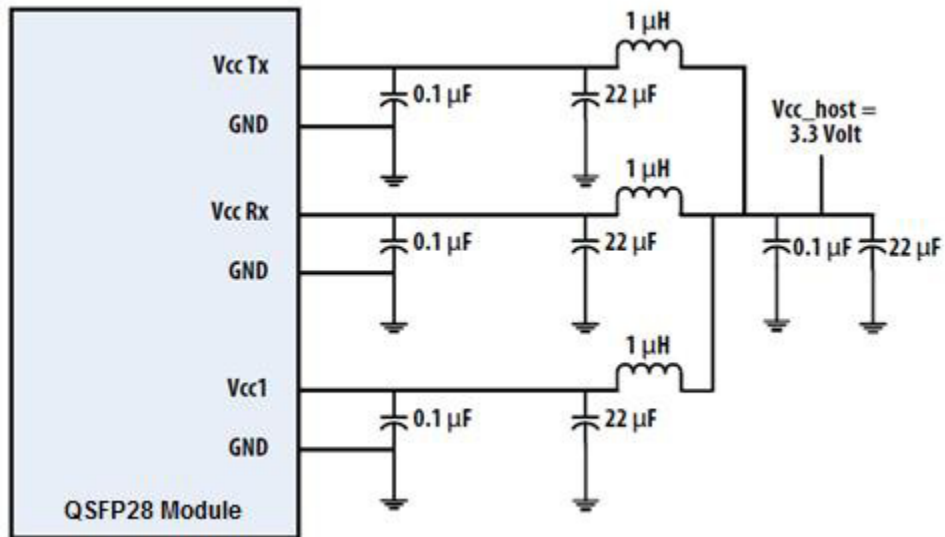 1 μH
Vcc Tx
0.1 μF
22 μF
Vcc_host =
3.3 Volt
GND
1 μH
Vcc Rx
0.1 μF
22 μF
0.1 μF
22 μF
GND
1 μH
Vcc1
0.1 μF
22 μF
GND
QSFP28 Module